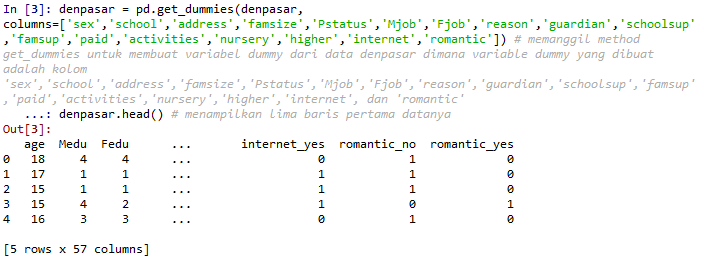 In [3]: denpasar = pd.get_dummies(denpasar,
columns=['sex','school','address','famsize','Pstatus','Mjob','Fjob','reason','guardian','schoolsup'
,'famsup','paid','activities','nursery','higher','internet','romantic']) # memanggil method
get_dummies untuk membuat variabel dummy dari data denpasar dimana variable dummy yang dibuat
adalah kolom
'sex','school','address','famsize','Pstatus','Mjob','Fjob','reason','guardian','schoolsup','famsup'
,'paid','activities','nursery','higher','internet', dan 'romantic'
...: denpasar.head() # menampilkan lima baris pertama datanya
Out[3]:
age Medu Fedu ... internet_yes romantic_no romantic_yes
0 18 4 4 ... 0 1 0
1 17 1 1 ... 1 1 0
2 15 1 1 ... 1 1 0
3 15 4 2 ... 1 0 1
4 16 3 3 ... 0 1 0
[5 rows x 57 columns]